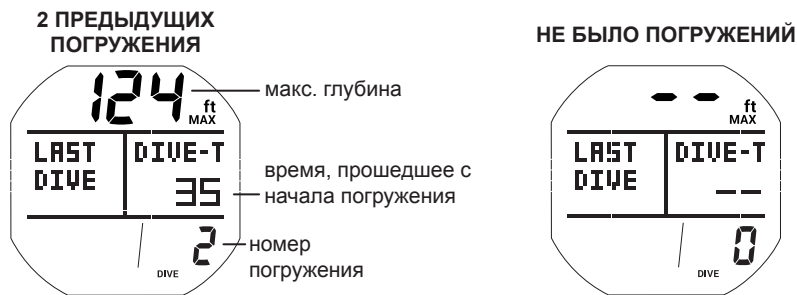 2 ПРЕДЫДУЩИХ
ПОГРУЖЕНИЯ
124 ft
MAX
макс. глубина
LAST
DIVE
DIVE-T
35
время, прошедшее с
начала погружения
DIVE 2
номер
погружения
НЕ БЫЛО ПОГРУЖЕНИЙ
-- ft
MAX
LAST
DIVE
DIVE-T
--
DIVE 0